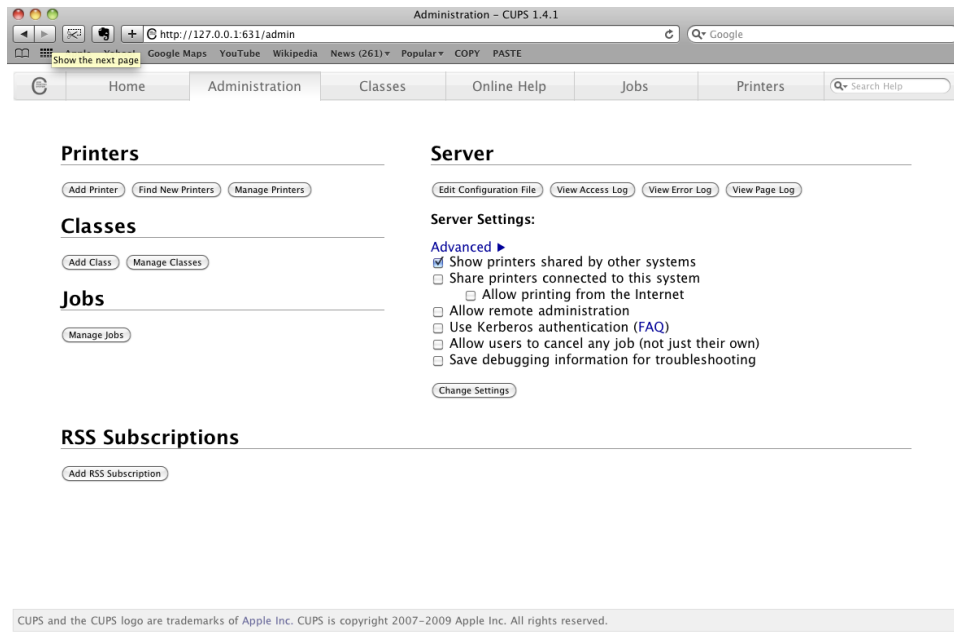 Administration – CUPS 1.4.1
http://127.0.0.1:631/admin
Google
Google Maps YouTube Wikipedia News (261) Popular COPY PASTE
Show the next page
Home Administration Classes Online Help Jobs Printers Search Help
Printers
Add Printer Find New Printers Manage Printers
Classes
Add Class Manage Classes
Jobs
Manage Jobs
Server
Edit Configuration File View Access Log View Error Log View Page Log
Server Settings:
Advanced ▶
Show printers shared by other systems
Share printers connected to this system
Allow printing from the Internet
Allow remote administration
Use Kerberos authentication (FAQ)
Allow users to cancel any job (not just their own)
Save debugging information for troubleshooting
Change Settings
RSS Subscriptions
Add RSS Subscription
CUPS and the CUPS logo are trademarks of Apple Inc. CUPS is copyright 2007-2009 Apple Inc. All rights reserved.